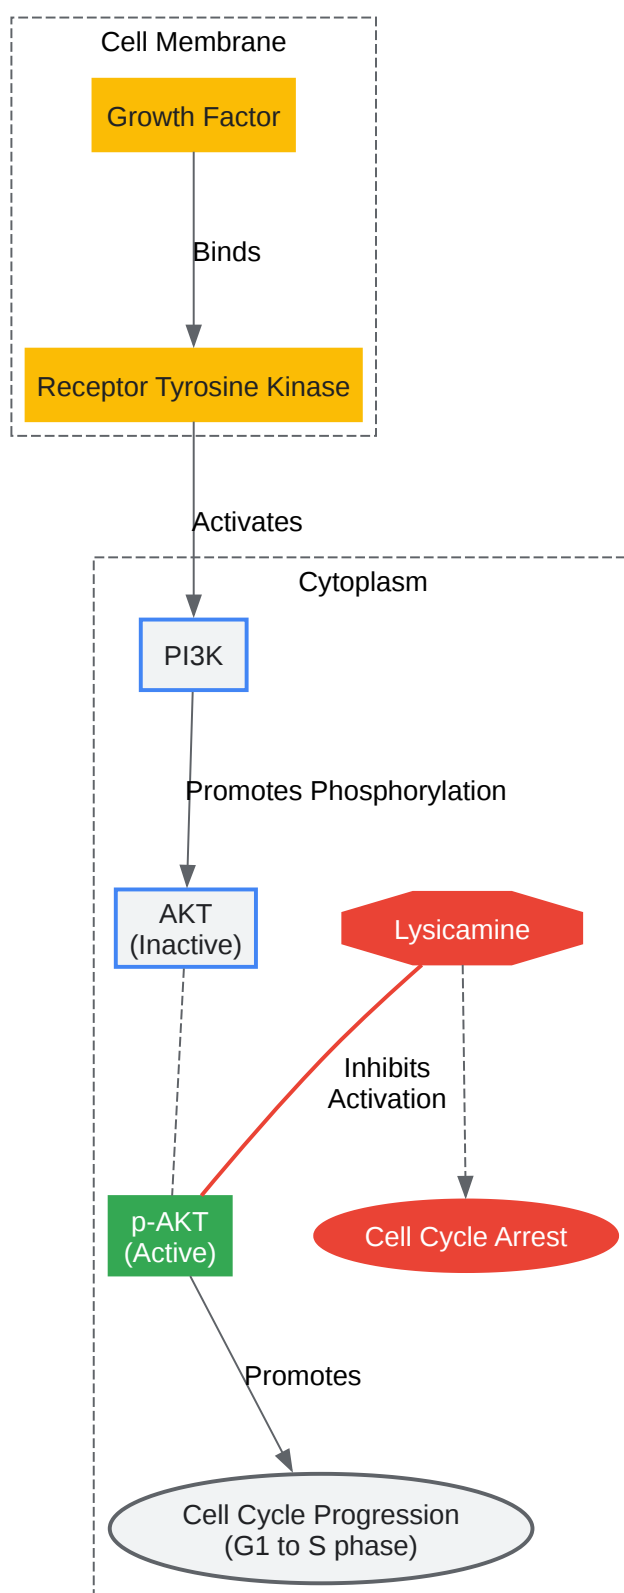 Cell Membrane
Growth Factor
Binds
Receptor Tyrosine Kinase
Activates
Cytoplasm
PI3K
Promotes Phosphorylation
AKT
(Inactive)
Lysicamine
Inhibits
Activation
p-AKT
(Active)
Cell Cycle Arrest
Promotes
Cell Cycle Progression
(G1 to S phase)